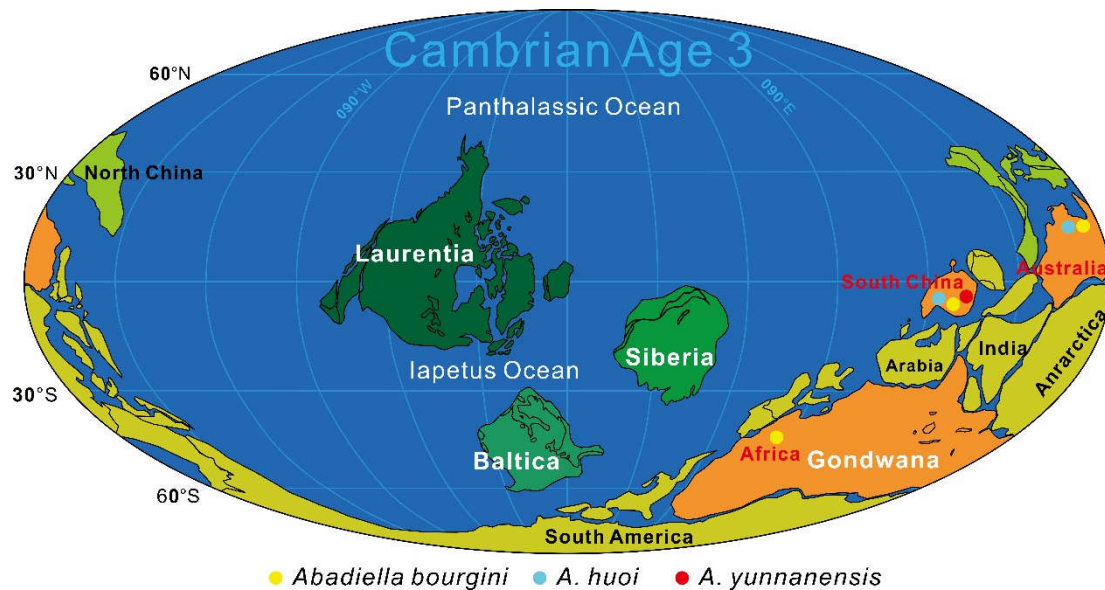 Cambrian Age 3
60°N
090°W
090°E
Panthalassic Ocean
30°N
North China
Laurentia
South China
Australia
Siberia
Arabia
India
Anrarctica
Iapetus Ocean
30°S
Africa
Gondwana
Baltica
60°S
South America
Abadiella bourgini
A. huoi
A. yunnanensis